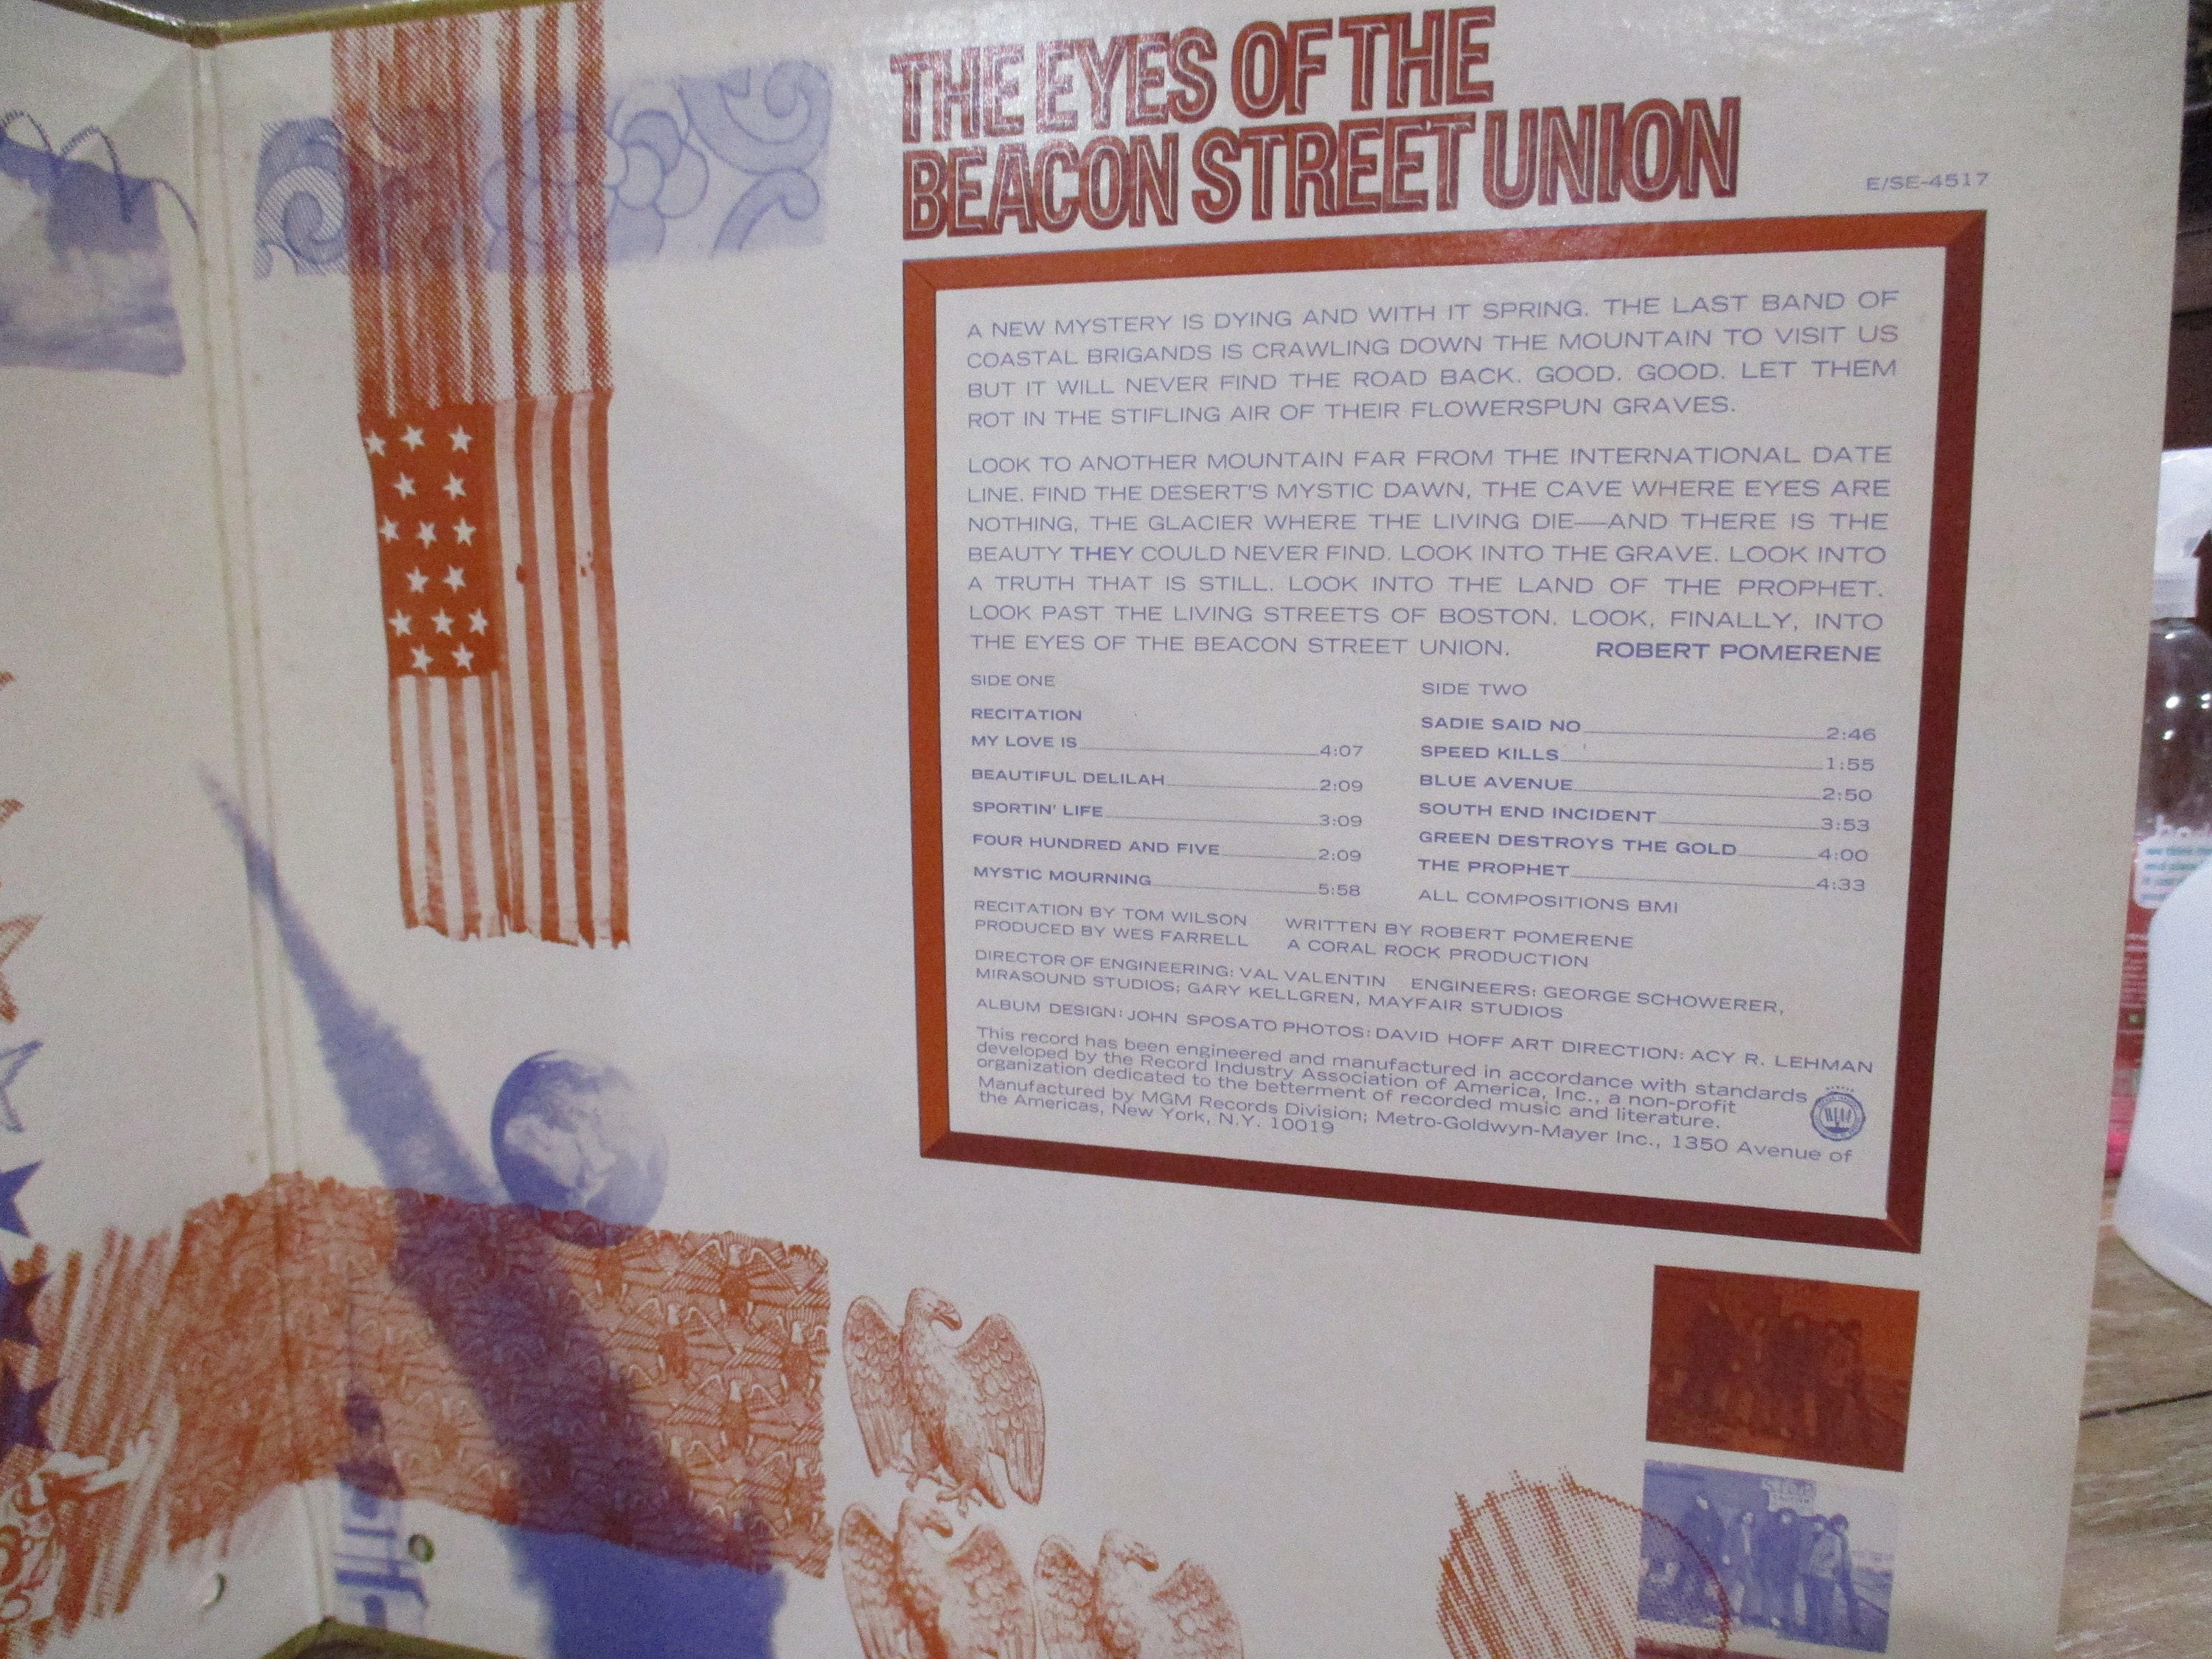 THE EYES OF THE
BEACON STREET UNION
E/SE-4517
A NEW MYSTERY IS DYING AND WITH IT SPRING. THE LAST BAND OF
COASTAL BRIGANDS IS CRAWLING DOWN THE MOUNTAIN TO VISIT US
BUT IT WILL NEVER FIND THE ROAD BACK. GOOD. GOOD. LET THEM
ROT IN THE STIFLING AIR OF THEIR FLOWERSPUN GRAVES.
LOOK TO ANOTHER MOUNTAIN FAR FROM THE INTERNATIONAL DATE
LINE. FIND THE DESERT'S MYSTIC DAWN, THE CAVE WHERE EYES ARE
NOTHING, THE GLACIER WHERE THE LIVING DIE—AND THERE IS THE
BEAUTY THEY COULD NEVER FIND. LOOK INTO THE GRAVE. LOOK INTO
A TRUTH THAT IS STILL. LOOK INTO THE LAND OF THE PROPHET.
LOOK PAST THE LIVING STREETS OF BOSTON. LOOK, FINALLY, INTO
THE EYES OF THE BEACON STREET UNION. ROBERT POMERENE
SIDE ONE
RECITATION
MY LOVE IS 4:07
BEAUTIFUL DELILAH 2:09
SPORTIN' LIFE 3:09
FOUR HUNDRED AND FIVE 2:09
MYSTIC MOURNING 5:58
SIDE TWO
SADIE SAID NO 2:46
SPEED KILLS 1:55
BLUE AVENUE 2:50
SOUTH END INCIDENT 3:53
GREEN DESTROYS THE GOLD 4:00
THE PROPHET 4:33
ALL COMPOSITIONS BMI
RECITATION BY TOM WILSON WRITTEN BY ROBERT POMERENE
PRODUCED BY WES FARRELL A CORAL ROCK PRODUCTION
DIRECTOR OF ENGINEERING: VAL VALENTIN ENGINEERS: GEORGE SCHOWERER,
MIRASOUND STUDIOS; GARY KELLGREN, MAYFAIR STUDIOS
ALBUM DESIGN: JOHN SPOSATO PHOTOS: DAVID HOFF ART DIRECTION: ACY R. LEHMAN
This record has been engineered and manufactured in accordance with standards
developed by the Record Industry Association of America, Inc., a non-profit
organization dedicated to the betterment of recorded music and literature.
Manufactured by MGM Records Division; Metro-Goldwyn-Mayer Inc., 1350 Avenue of
the Americas, New York, N.Y. 10019